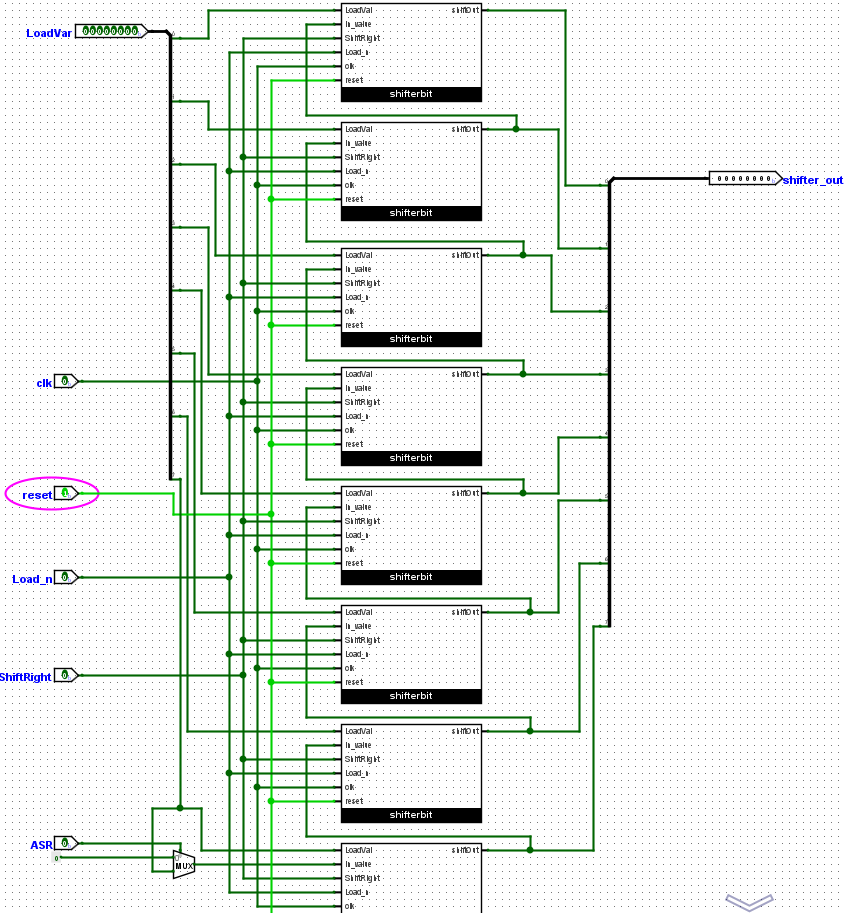 LoadVar
00000000
LoadVal shiftOut
In_value
ShiftRight
Load_n
clk
reset
shifterbit
LoadVal shiftOut
In_value
ShiftRight
Load_n
clk
reset
shifterbit
00000000
shifter_out
LoadVal shiftOut
In_value
ShiftRight
Load_n
clk
reset
shifterbit
clk 0
LoadVal shiftOut
In_value
ShiftRight
Load_n
clk
reset
shifterbit
reset 1
LoadVal shiftOut
In_value
ShiftRight
Load_n
clk
reset
shifterbit
Load_n 0
LoadVal shiftOut
In_value
ShiftRight
Load_n
clk
reset
shifterbit
ShiftRight 0
LoadVal shiftOut
In_value
ShiftRight
Load_n
clk
reset
shifterbit
ASR 0
0
MUX
LoadVal shiftOut
In_value
ShiftRight
Load_n
clk